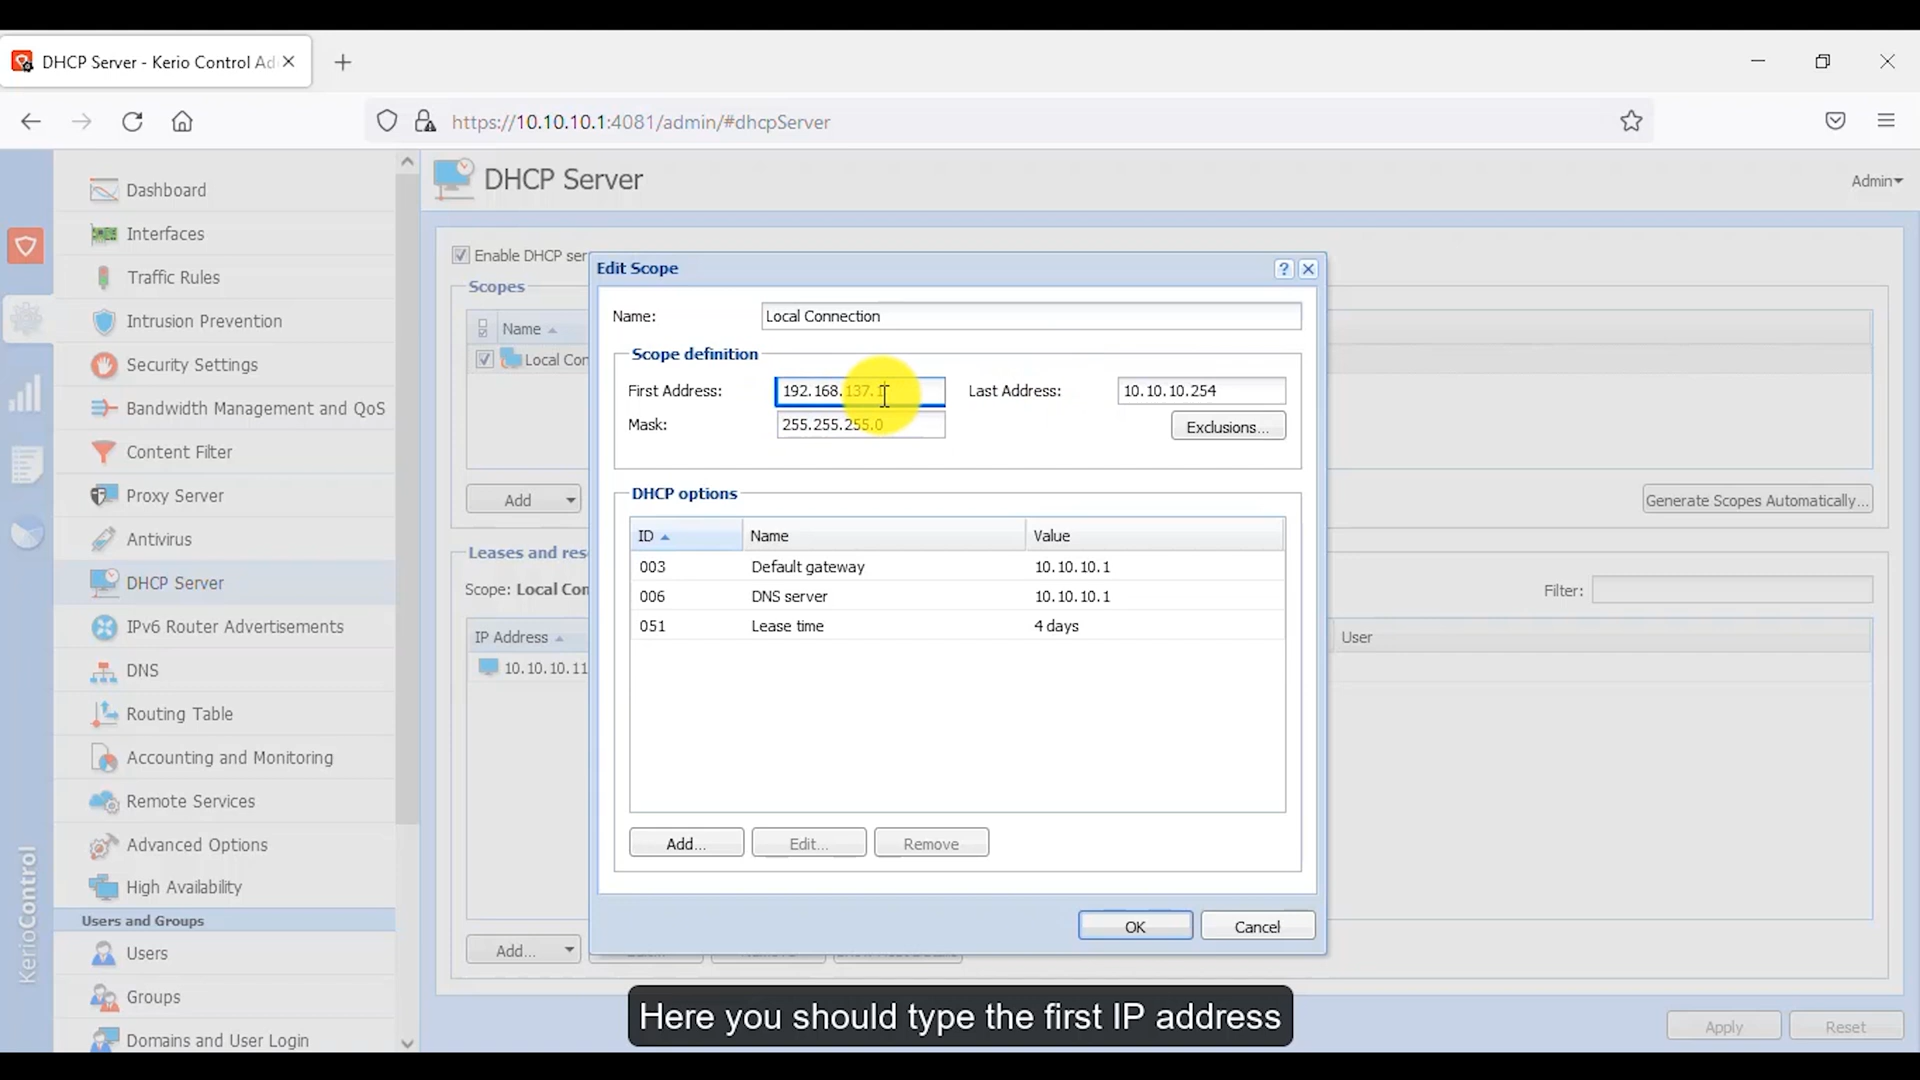 DHCP Server - Kerio Control Ad
https://10.10.10.1:4081/admin/#dhcpServer
Dashboard
Interfaces
Traffic Rules
Intrusion Prevention
Security Settings
Bandwidth Management and QoS
Content Filter
Proxy Server
Antivirus
DHCP Server
IPv6 Router Advertisements
DNS
Routing Table
Accounting and Monitoring
Remote Services
Advanced Options
High Availability
Users and Groups
Users
Groups
Domains and User Login
KerioControl
DHCP Server
Admin
Enable DHCP ser
Scopes
Name
Local Con
Add
Generate Scopes Automatically...
Leases and res
Scope: Local Con
Filter:
IP Address
User
10.10.10.11
Add...
Apply
Reset
Edit Scope
Name: Local Connection
Scope definition
First Address: 192.168.137.1 Last Address: 10.10.10.254
Mask: 255.255.255.0
Exclusions...
DHCP options
ID Name Value
003 Default gateway 10.10.10.1
006 DNS server 10.10.10.1
051 Lease time 4 days
Add... Edit... Remove
OK Cancel
Here you should type the first IP address